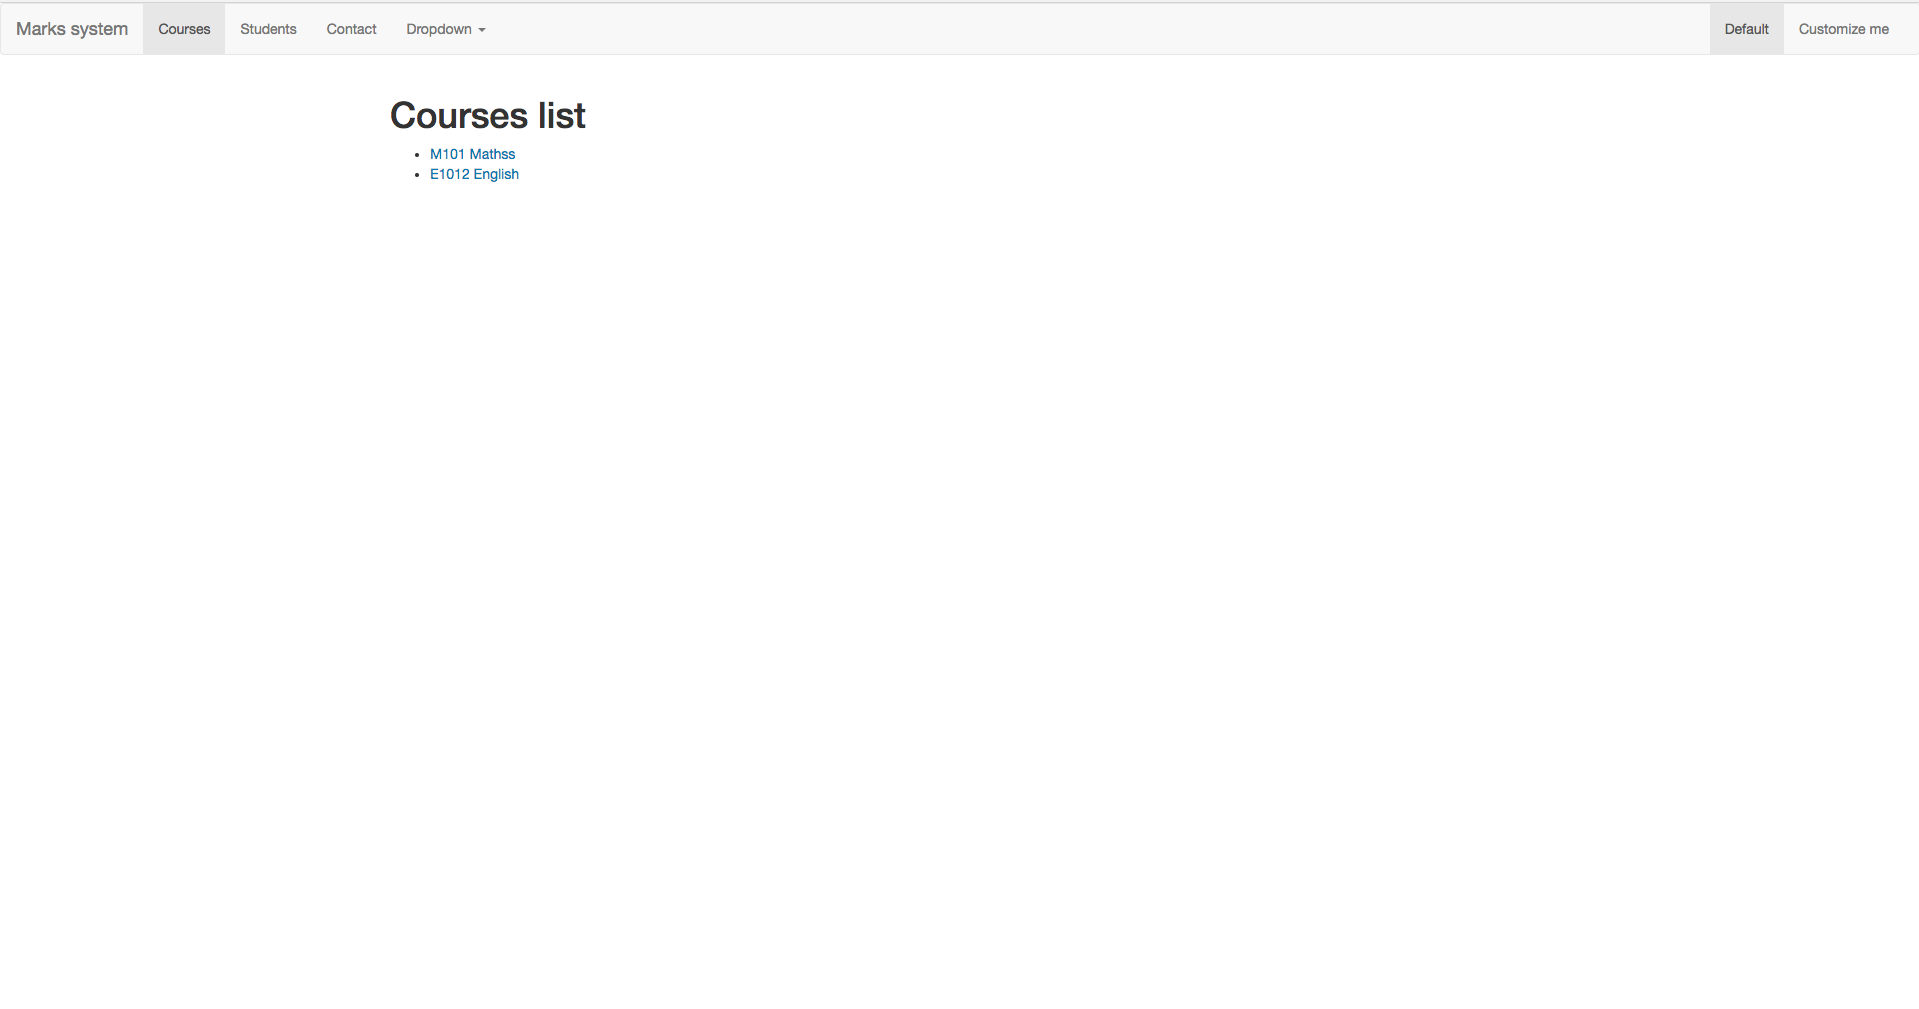 Marks system Courses Students Contact Dropdown Default Customize me
Courses list
M101 Mathss
E1012 English